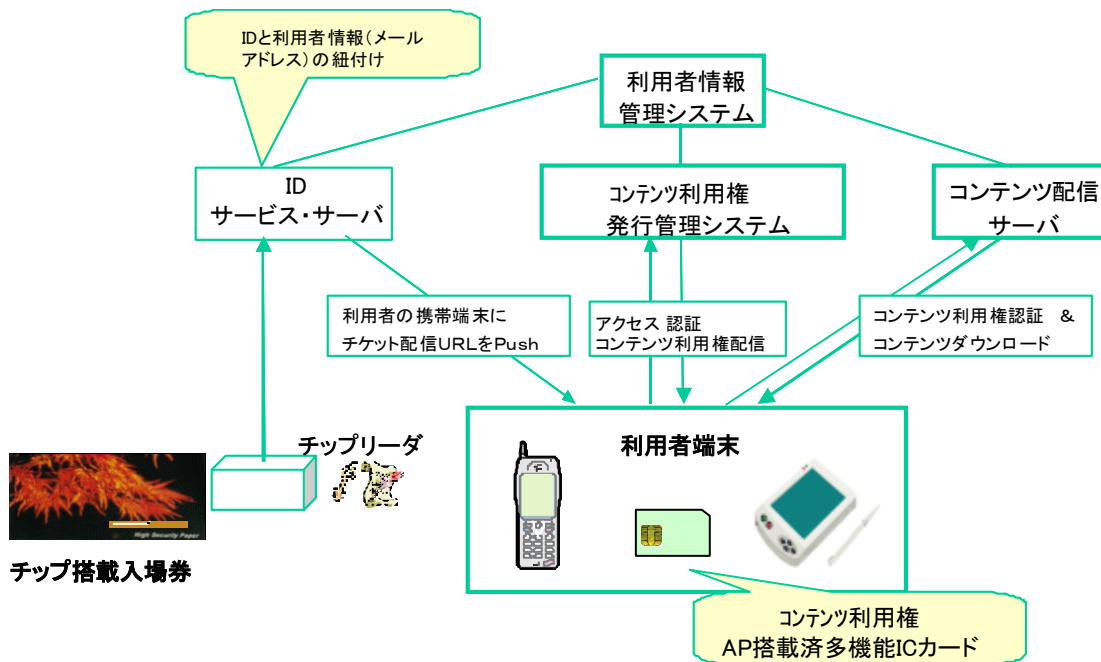 IDと利用者情報（メール
アドレス）の紐付け
利用者情報
管理システム
ID
サービス・サーバ
コンテンツ利用権
発行管理システム
コンテンツ配信
サーバ
利用者の携帯端末に
チケット配信URLをPush
アクセス 認証
コンテンツ利用権配信
コンテンツ利用権認証　＆
コンテンツダウンロード
チップリーダ
利用者端末
High Security Paper
チップ搭載入場券
コンテンツ利用権
AP搭載済多機能ICカード